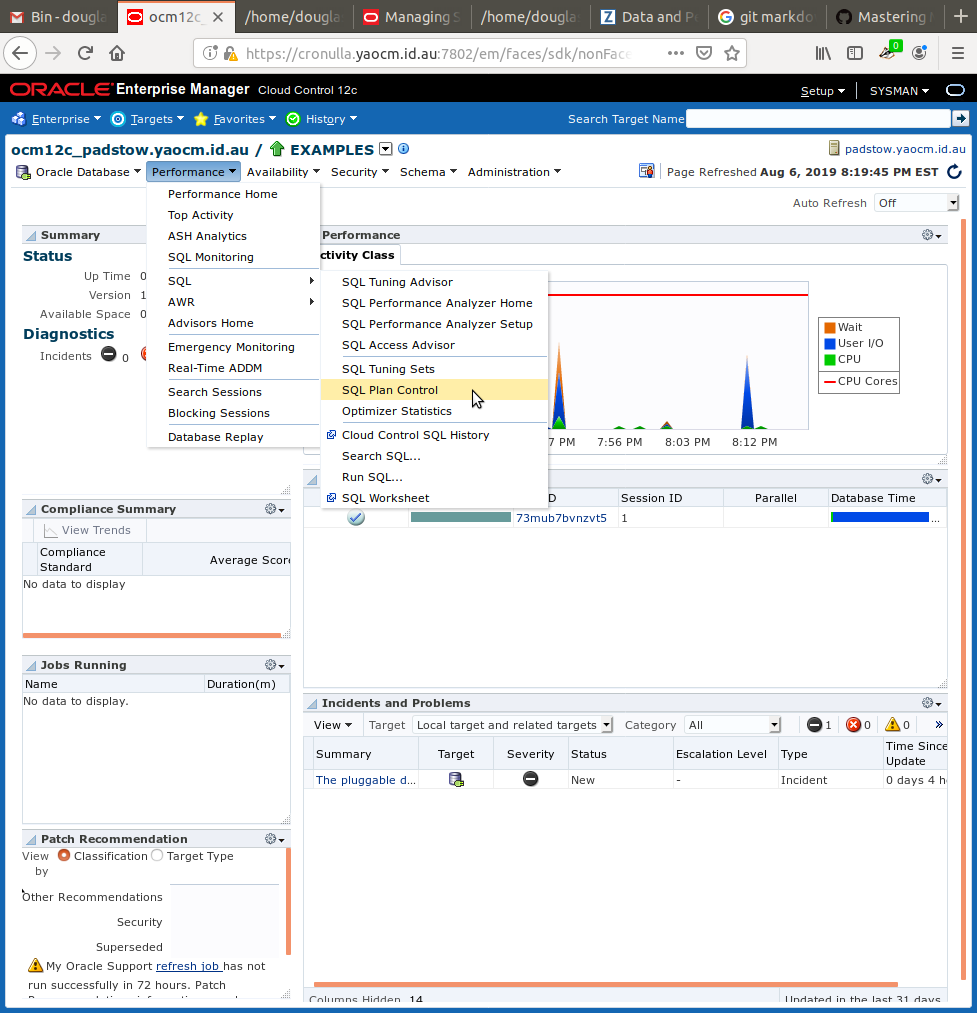 Bin - dougla
ocm12c_
/home/dougla
Managing S
/home/dougla
Data and Pe
git markdo
Mastering M
https://cronulla.yaocm.id.au:7802/em/faces/sdk/nonFace
0
ORACLE Enterprise Manager Cloud Control 12c
Setup
SYSMAN
Enterprise Targets Favorites History
Search Target Name
ocm12c_padstow.yaocm.id.au / EXAMPLES
padstow.yaocm.id.au
Oracle Database Performance Availability Security Schema Administration
Page Refreshed Aug 6, 2019 8:19:45 PM EST
Auto Refresh Off
Performance Home
Top Activity
ASH Analytics
SQL Monitoring
SQL
AWR
Advisors Home
Emergency Monitoring
Real-Time ADDM
Search Sessions
Blocking Sessions
Database Replay
SQL Tuning Advisor
SQL Performance Analyzer Home
SQL Performance Analyzer Setup
SQL Access Advisor
SQL Tuning Sets
SQL Plan Control
Optimizer Statistics
Cloud Control SQL History
Search SQL...
Run SQL...
SQL Worksheet
Summary
Status
Up Time 0
Version 1
Available Space 0
Diagnostics
Incidents 0
Performance
ctivity Class
Wait
User I/O
CPU
CPU Cores
7 PM 7:56 PM 8:03 PM 8:12 PM
D Session ID Parallel Database Time
73mub7bvnzvt5 1 ...
Compliance Summary
View Trends
Compliance Standard
Average Score
No data to display
Jobs Running
Name Duration(m)
No data to display.
Incidents and Problems
View Target Local target and related targets Category All 1 0 0 »
Summary Target Severity Status Escalation Level Type Time Since Update
The pluggable d... New - Incident 0 days 4 h
Columns Hidden 14
Updated in the last 31 days
Patch Recommendation
View by Classification Target Type
Other Recommendations
Security
Superseded
My Oracle Support refresh job has not
run successfully in 72 hours. Patch